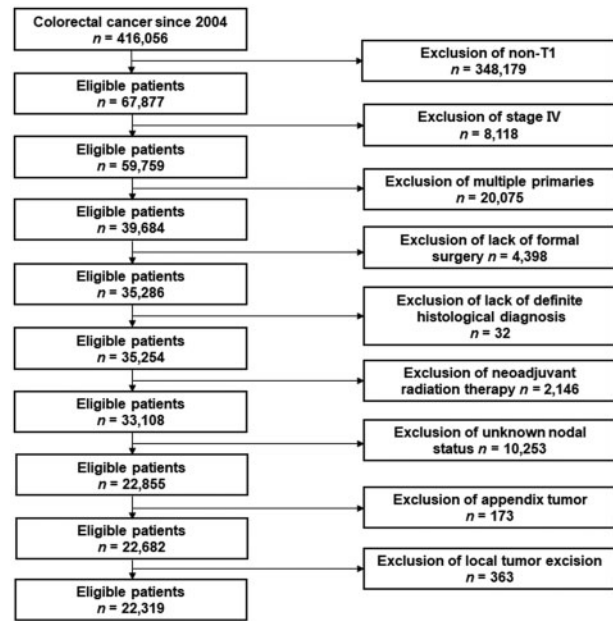 Colorectal cancer since 2004
n = 416,056
Exclusion of non-T1
n = 348,179
Eligible patients
n = 67,877
Exclusion of stage IV
n = 8,118
Eligible patients
n = 59,759
Exclusion of multiple primaries
n = 20,075
Eligible patients
n = 39,684
Exclusion of lack of formal
surgery n = 4,398
Eligible patients
n = 35,286
Exclusion of lack of definite
histological diagnosis
n = 32
Eligible patients
n = 35,254
Exclusion of neoadjuvant
radiation therapy n = 2,146
Eligible patients
n = 33,108
Exclusion of unknown nodal
status n = 10,253
Eligible patients
n = 22,855
Exclusion of appendix tumor
n = 173
Eligible patients
n = 22,682
Exclusion of local tumor excision
n = 363
Eligible patients
n = 22,319